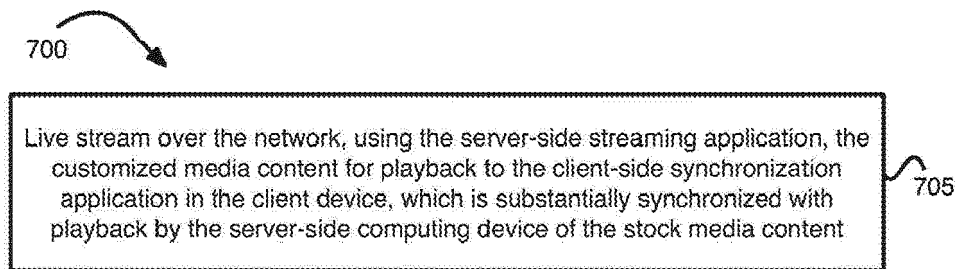 700
Live stream over the network, using the server-side streaming application, the
customized media content for playback to the client-side synchronization
application in the client device, which is substantially synchronized with
playback by the server-side computing device of the stock media content
705